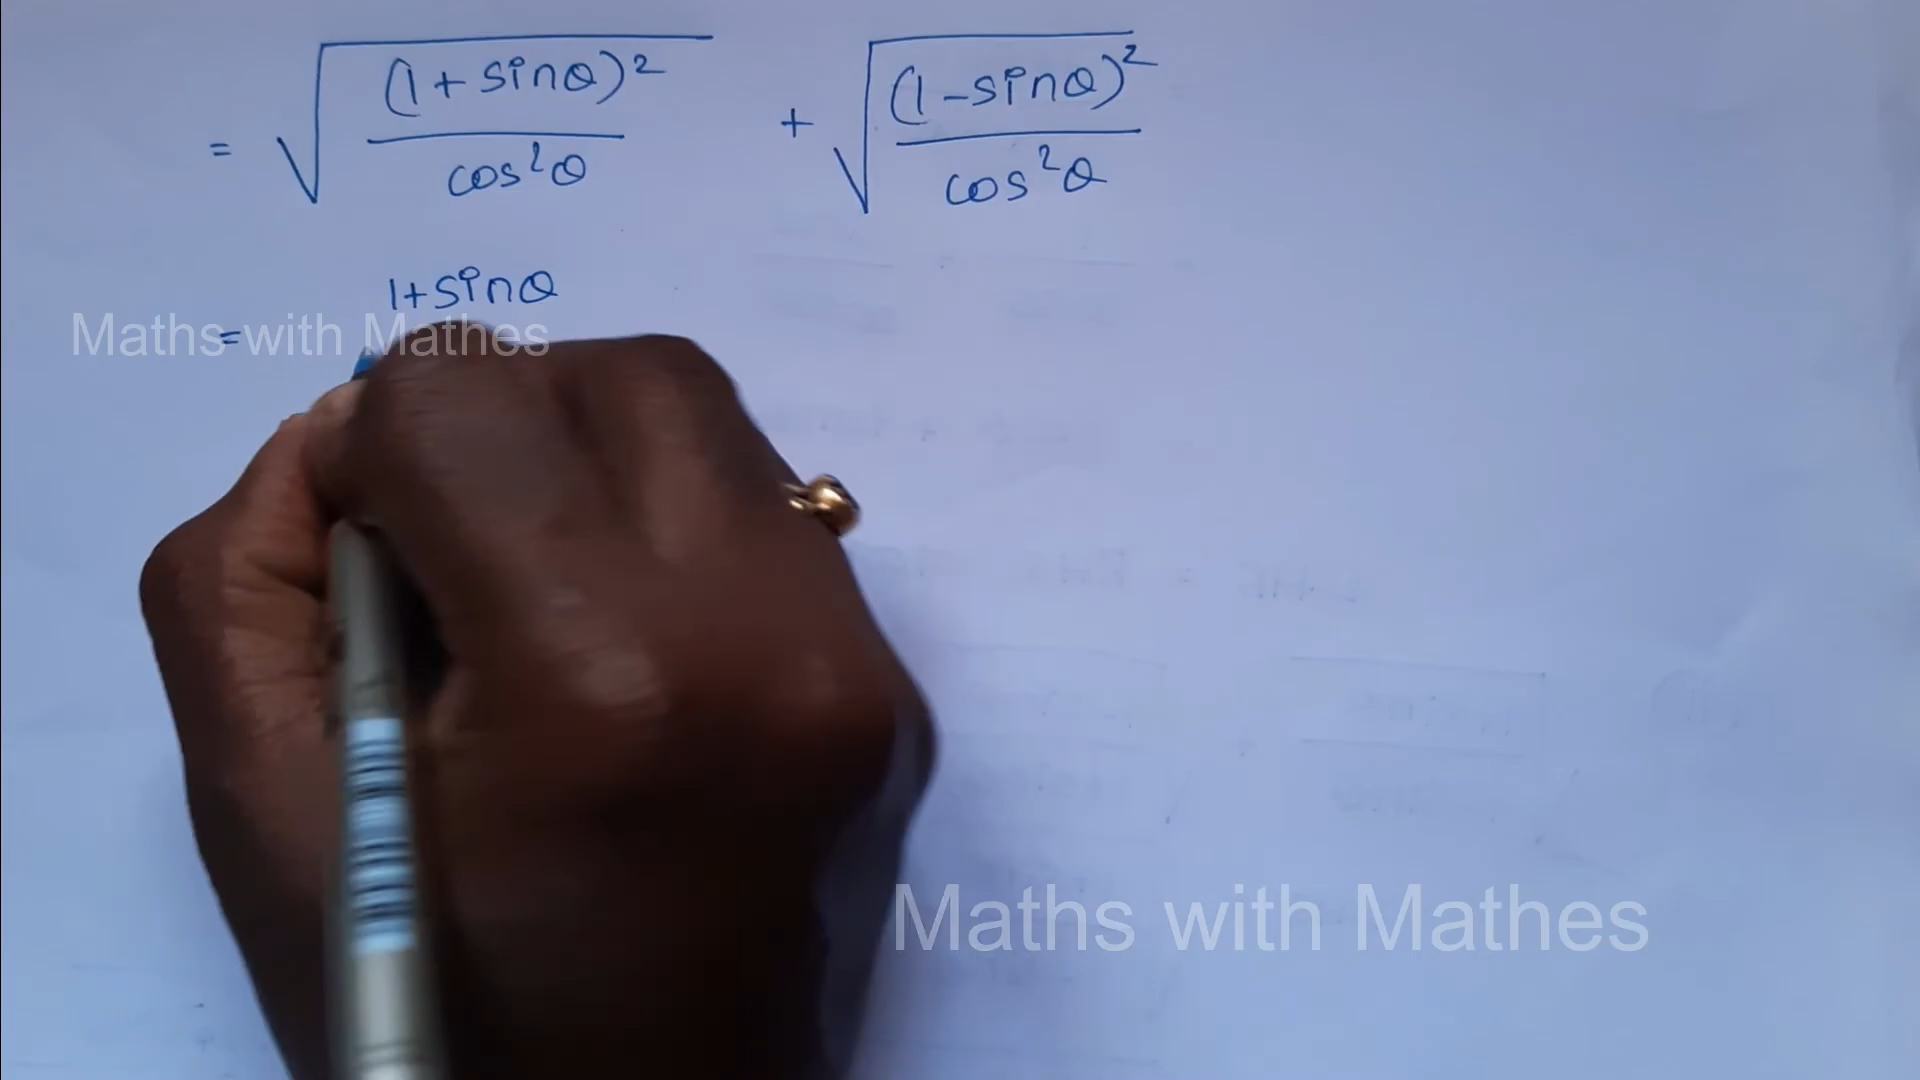 = √((1 + sinθ)² / cos²θ) + √((1 - sinθ)² / cos²θ)
= 1 + sinθ
Maths with Mathes
Maths with Mathes